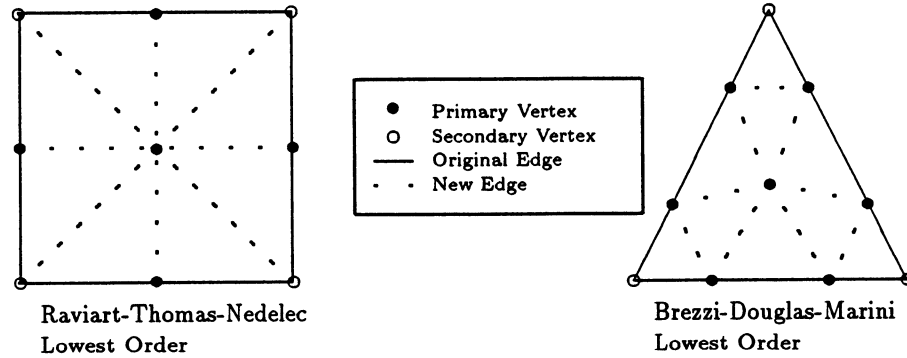 Primary Vertex
Secondary Vertex
Original Edge
New Edge
Raviart-Thomas-Nedelec
Lowest Order
Brezzi-Douglas-Marini
Lowest Order